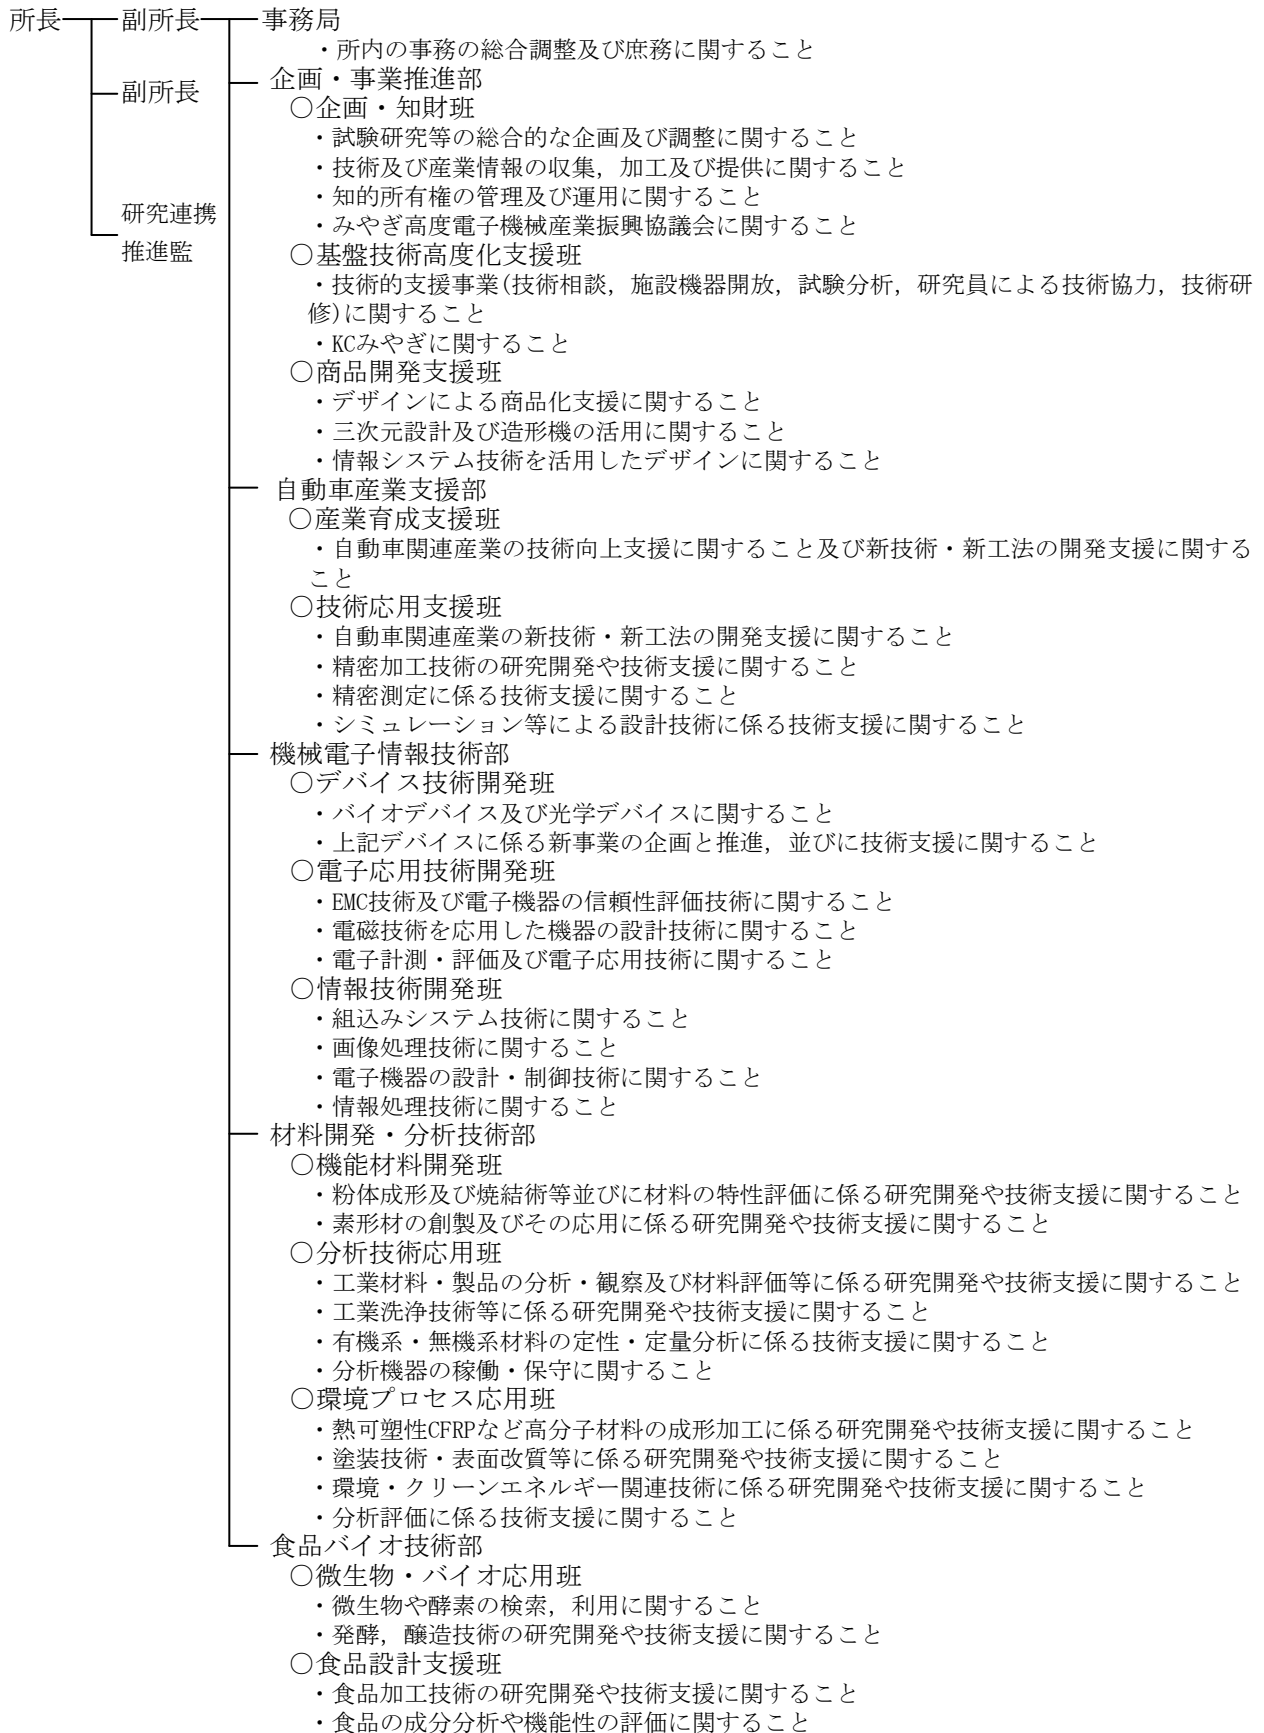 所長 副所長 事務局
・所内の事務の総合調整及び庶務に関すること
企画・事業推進部
副所長
○企画・知財班
・試験研究等の総合的な企画及び調整に関すること
・技術及び産業情報の収集，加工及び提供に関すること
・知的所有権の管理及び運用に関すること
研究連携
推進監
・みやぎ高度電子機械産業振興協議会に関すること
○基盤技術高度化支援班
・技術的支援事業(技術相談，施設機器開放，試験分析，研究員による技術協力，技術研
修)に関すること
・KCみやぎに関すること
○商品開発支援班
・デザインによる商品化支援に関すること
・三次元設計及び造形機の活用に関すること
・情報システム技術を活用したデザインに関すること
自動車産業支援部
○産業育成支援班
・自動車関連産業の技術向上支援に関すること及び新技術・新工法の開発支援に関する
こと
○技術応用支援班
・自動車関連産業の新技術・新工法の開発支援に関すること
・精密加工技術の研究開発や技術支援に関すること
・精密測定に係る技術支援に関すること
・シミュレーション等による設計技術に係る技術支援に関すること
機械電子情報技術部
○デバイス技術開発班
・バイオデバイス及び光学デバイスに関すること
・上記デバイスに係る新事業の企画と推進，並びに技術支援に関すること
○電子応用技術開発班
・EMC技術及び電子機器の信頼性評価技術に関すること
・電磁技術を応用した機器の設計技術に関すること
・電子計測・評価及び電子応用技術に関すること
○情報技術開発班
・組込みシステム技術に関すること
・画像処理技術に関すること
・電子機器の設計・制御技術に関すること
・情報処理技術に関すること
材料開発・分析技術部
○機能材料開発班
・粉体成形及び焼結術等並びに材料の特性評価に係る研究開発や技術支援に関すること
・素形材の創製及びその応用に係る研究開発や技術支援に関すること
○分析技術応用班
・工業材料・製品の分析・観察及び材料評価等に係る研究開発や技術支援に関すること
・工業洗浄技術等に係る研究開発や技術支援に関すること
・有機系・無機系材料の定性・定量分析に係る技術支援に関すること
・分析機器の稼働・保守に関すること
○環境プロセス応用班
・熱可塑性CFRPなど高分子材料の成形加工に係る研究開発や技術支援に関すること
・塗装技術・表面改質等に係る研究開発や技術支援に関すること
・環境・クリーンエネルギー関連技術に係る研究開発や技術支援に関すること
・分析評価に係る技術支援に関すること
食品バイオ技術部
○微生物・バイオ応用班
・微生物や酵素の検索，利用に関すること
・発酵，醸造技術の研究開発や技術支援に関すること
○食品設計支援班
・食品加工技術の研究開発や技術支援に関すること
・食品の成分分析や機能性の評価に関すること